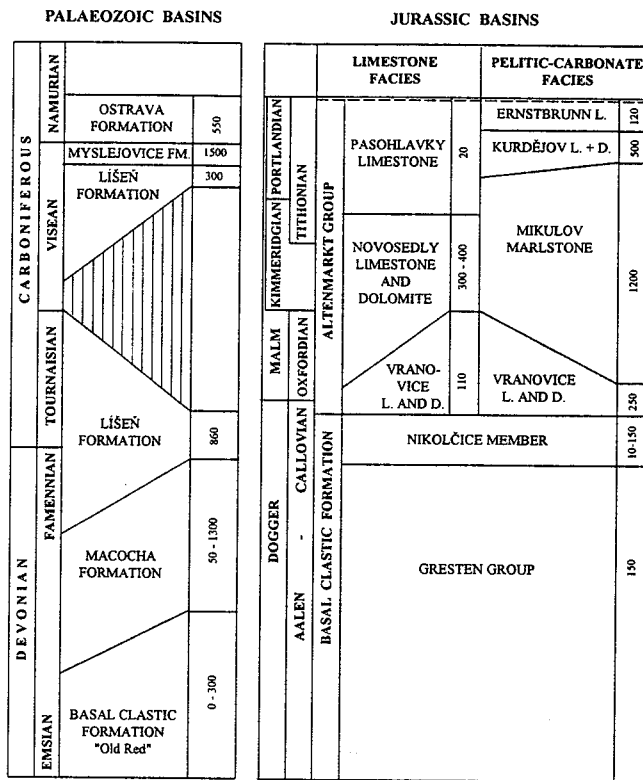 PALAEOZOIC BASINS
CARBONIFEROUS
DEVONIAN
NAMURIAN
VISEAN
TOURNAISIAN
FAMENNIAN
EMSIAN
OSTRAVA
FORMATION
550
MYSLEJOVICE FM.
1500
LÍŠEŇ
FORMATION
300
LÍŠEŇ
FORMATION
860
MACOCHA
FORMATION
50 - 1300
BASAL CLASTIC
FORMATION
"Old Red"
0 - 300
JURASSIC BASINS
LIMESTONE
FACIES
PELITIC-CARBONATE
FACIES
PORTLANDIAN
KIMMERIDGIAN
TITHONIAN
MALM
OXFORDIAN
DOGGER
AALEN - CALLOVIAN
ALTENMARKT GROUP
BASAL CLASTIC FORMATION
PASOHLAVKY
LIMESTONE
20
NOVOSEDLY
LIMESTONE
AND
DOLOMITE
300 - 400
VRANO-
VICE
L. AND D.
110
ERNSTBRUNN L.
120
KURDĚJOV L. + D.
500
MIKULOV
MARLSTONE
1200
VRANOVICE
L. AND D.
250
NIKOLČICE MEMBER
10-150
GRESTEN GROUP
150